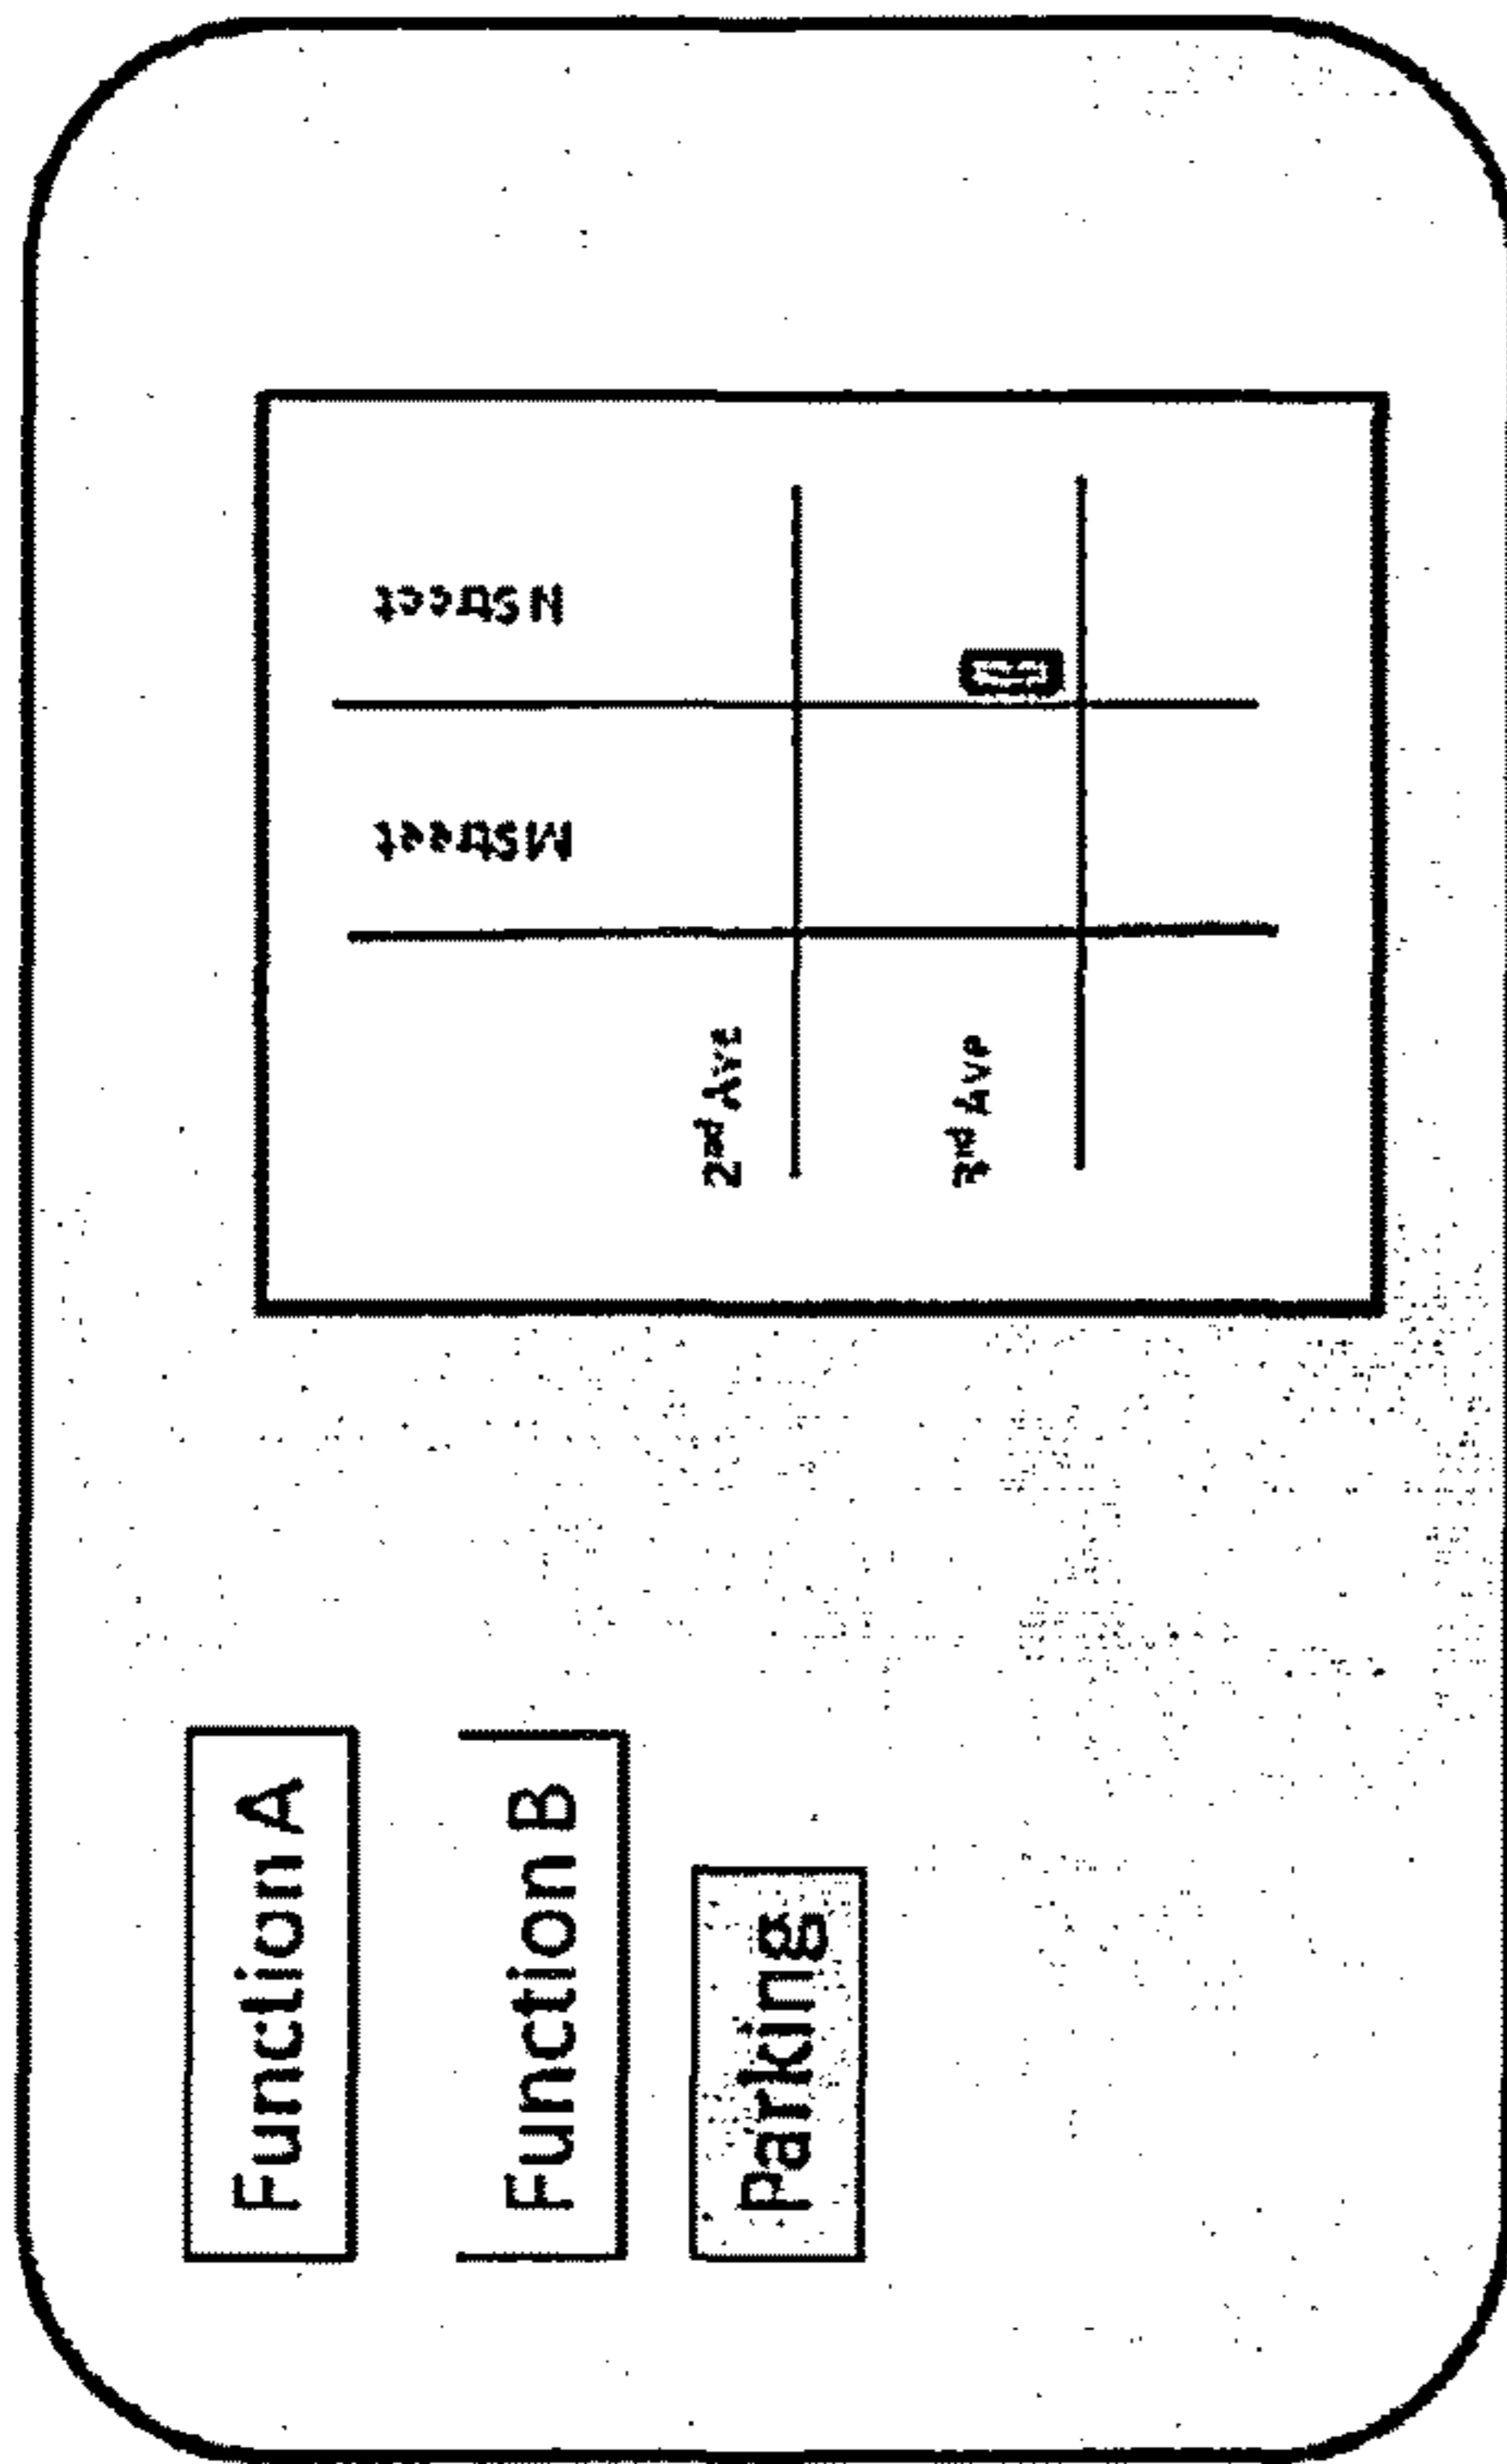 Function A
Function B
Parking
2nd Ave
3rd Ave
M Street
N Street